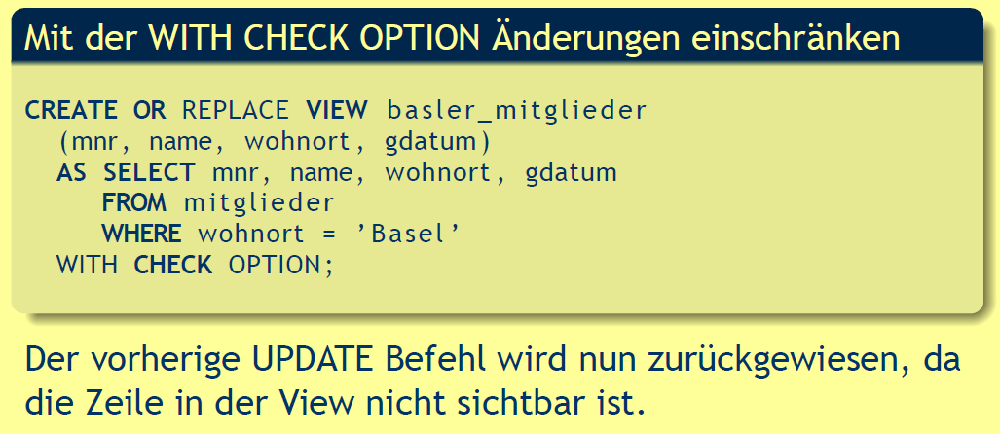 Mit der WITH CHECK OPTION Änderungen einschränken
CREATE OR REPLACE VIEW basler_mitglieder
(mnr, name, wohnort, gdatum)
AS SELECT mnr, name, wohnort, gdatum
FROM mitglieder
WHERE wohnort = ’Basel’
WITH CHECK OPTION;
Der vorherige UPDATE Befehl wird nun zurückgewiesen, da
die Zeile in der View nicht sichtbar ist.